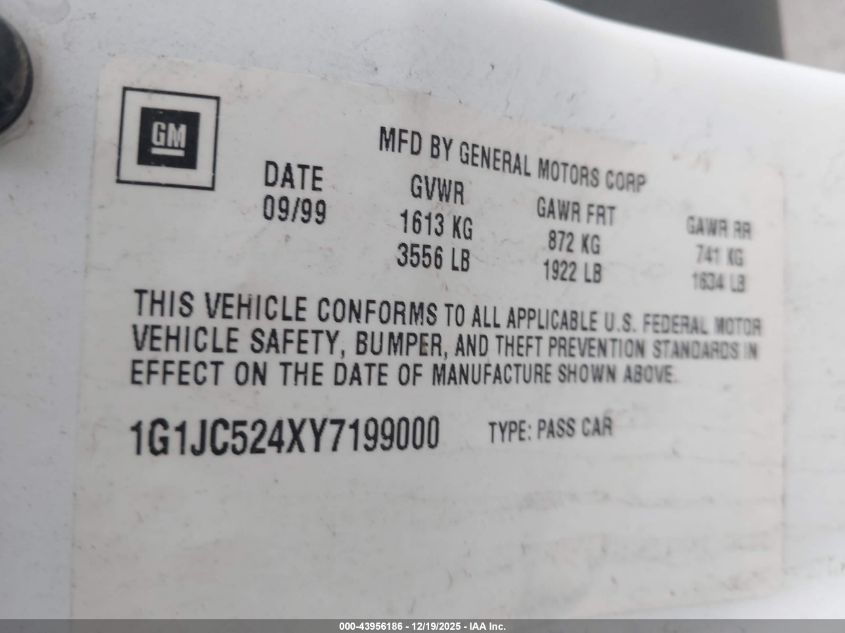 GM
MFD BY GENERAL MOTORS CORP
DATE GVWR GAWR FRT GAWR RR
09/99 1613 KG 872 KG 741 KG
3556 LB 1922 LB 1634 LB
THIS VEHICLE CONFORMS TO ALL APPLICABLE U.S. FEDERAL MOTOR
VEHICLE SAFETY, BUMPER, AND THEFT PREVENTION STANDARDS IN
EFFECT ON THE DATE OF MANUFACTURE SHOWN ABOVE.
1G1JC524XY7199000 TYPE: PASS CAR
000-43956186 - 12/19/2025 - IAA Inc.